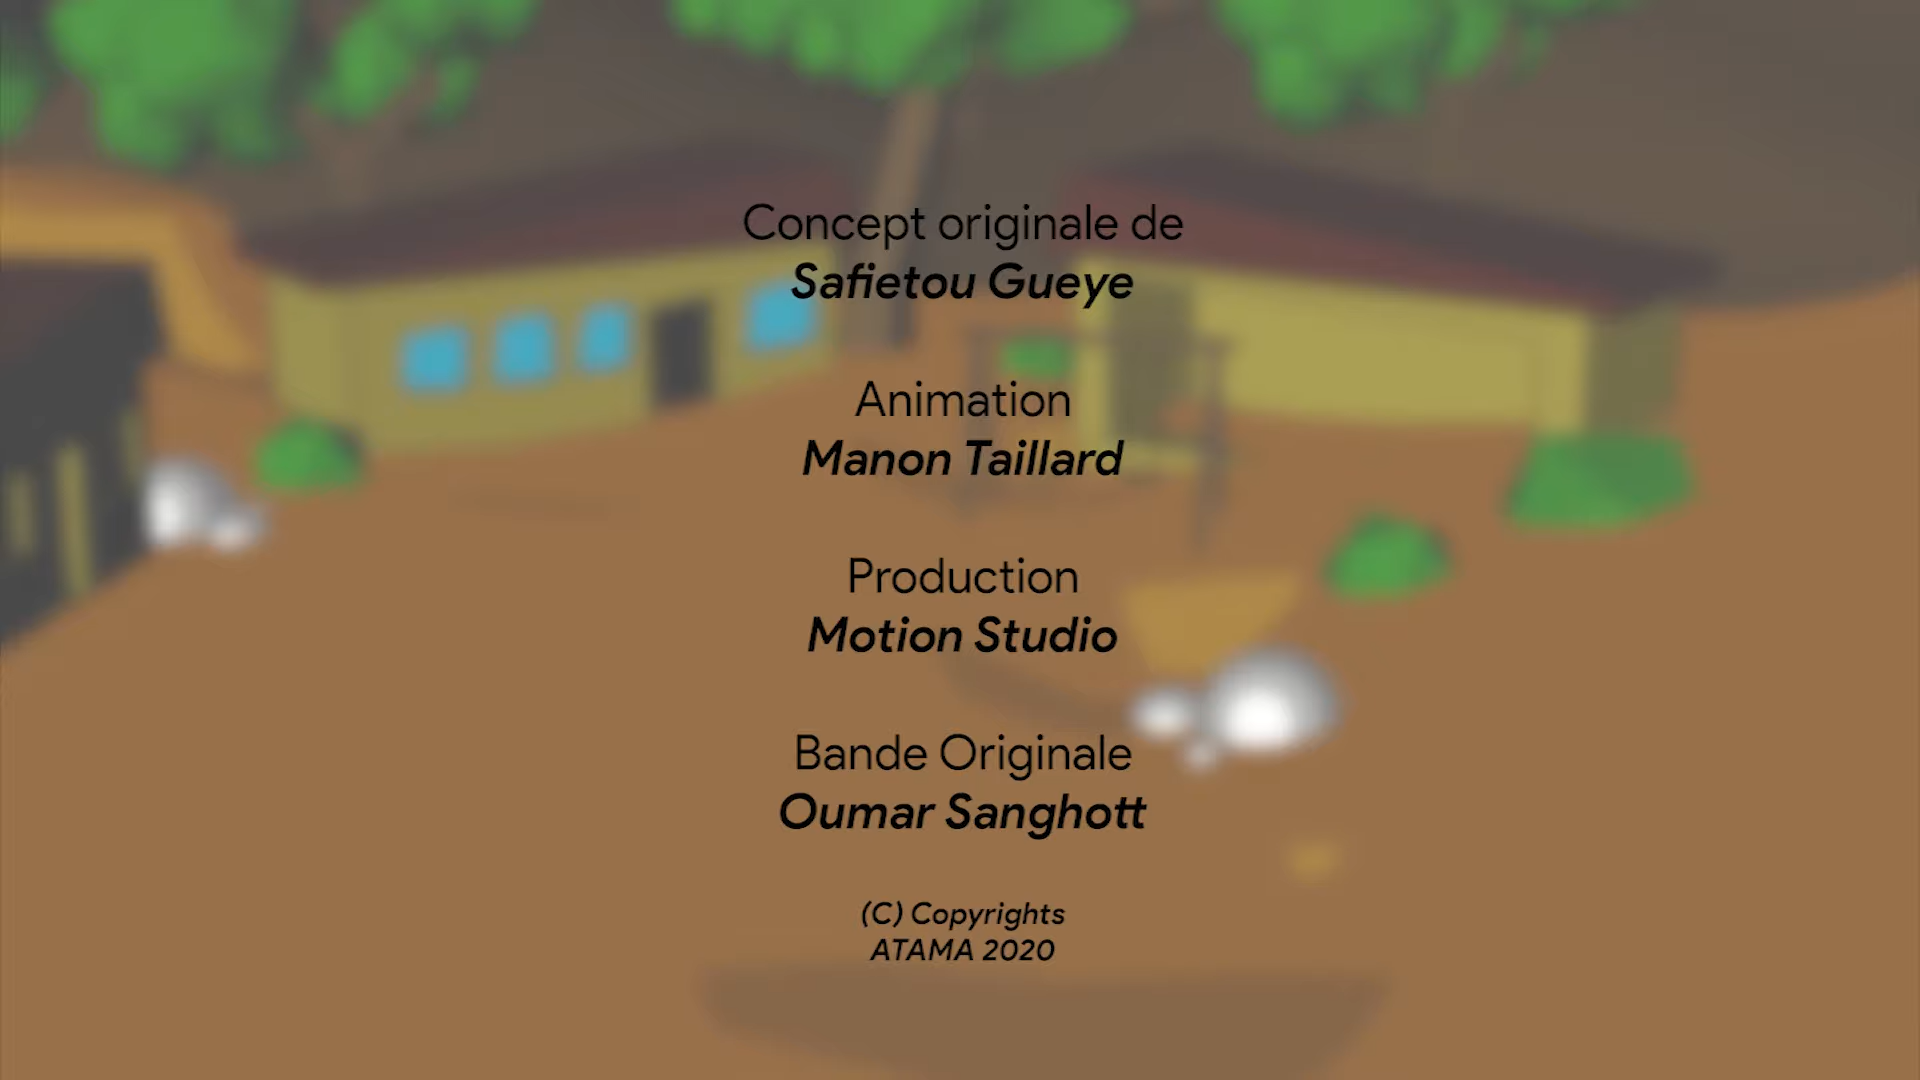 Concept originale de
Safietou Gueye
Animation
Manon Taillard
Production
Motion Studio
Bande Originale
Oumar Sanghott
(C) Copyrights
ATAMA 2020